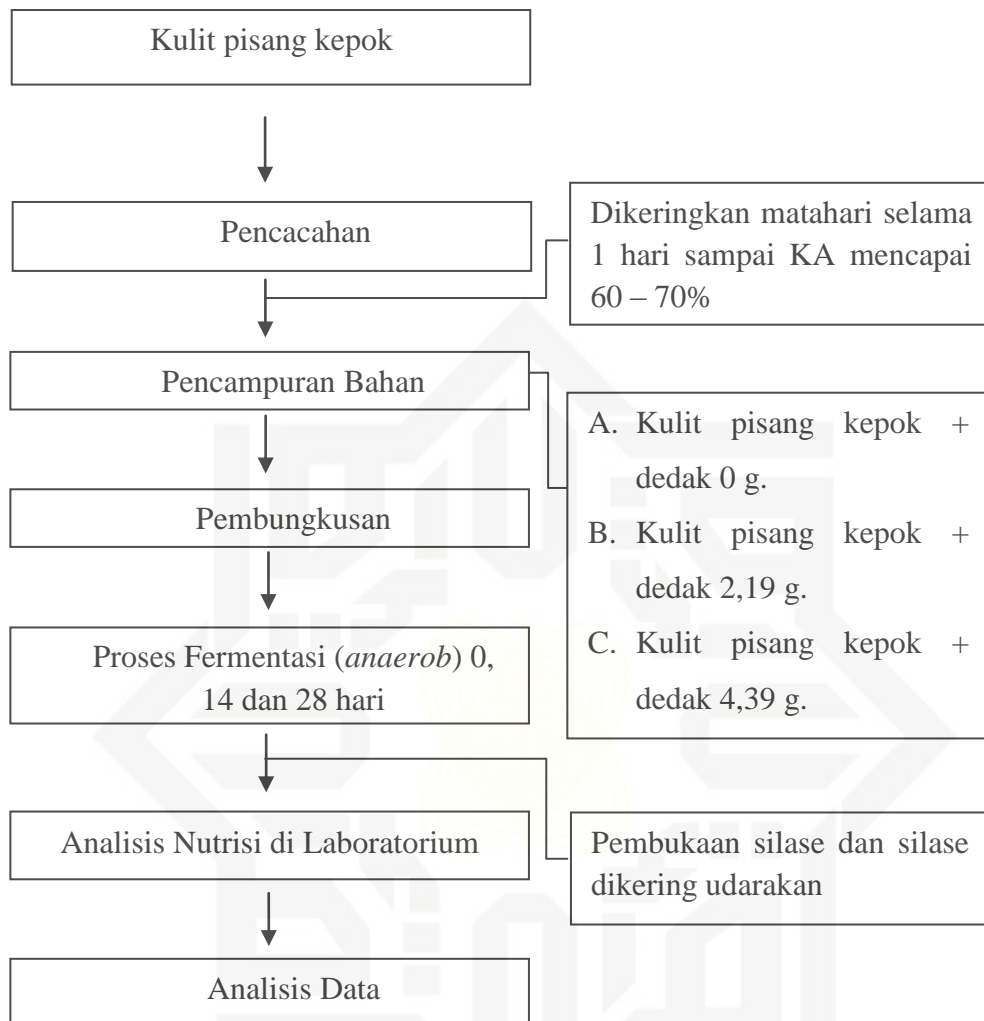 Kulit pisang kepok
Pencacahan
Dikeringkan matahari selama
1 hari sampai KA mencapai
60 – 70%
Pencampuran Bahan
A. Kulit pisang kepok +
dedak 0 g.
B. Kulit pisang kepok +
dedak 2,19 g.
C. Kulit pisang kepok +
dedak 4,39 g.
Pembungkusan
Proses Fermentasi (anaerob) 0,
14 dan 28 hari
Analisis Nutrisi di Laboratorium
Pembukaan silase dan silase
dikering udarakan
Analisis Data